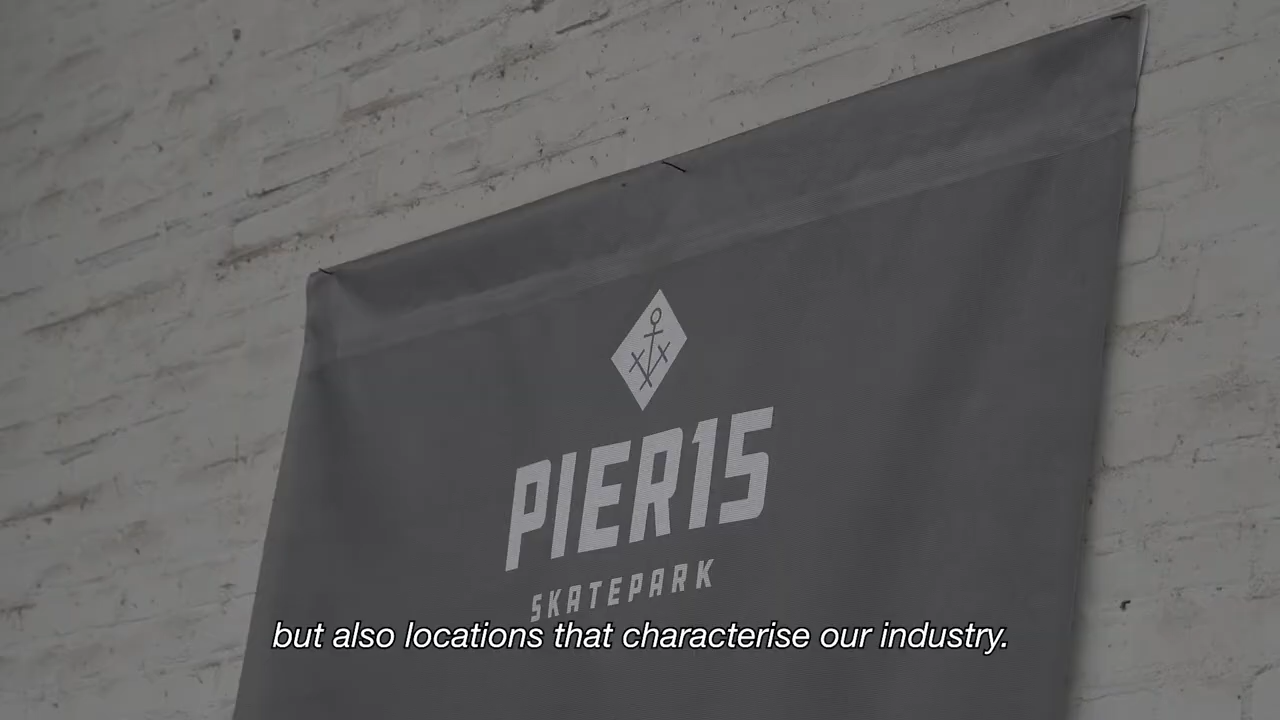 PIER15
SKATEPARK
but also locations that characterise our industry.